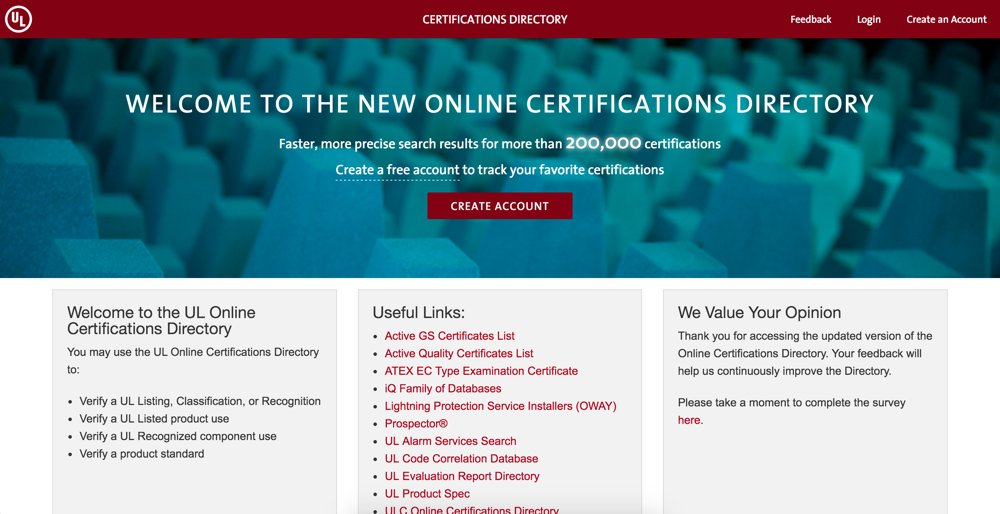 UL
CERTIFICATIONS DIRECTORY
Feedback
Login
Create an Account
WELCOME TO THE NEW ONLINE CERTIFICATIONS DIRECTORY
Faster, more precise search results for more than 200,000 certifications
Create a free account to track your favorite certifications
CREATE ACCOUNT
Welcome to the UL Online
Certifications Directory
You may use the UL Online Certifications Directory
to:
• Verify a UL Listing, Classification, or Recognition
• Verify a UL Listed product use
• Verify a UL Recognized component use
• Verify a product standard
Useful Links:
• Active GS Certificates List
• Active Quality Certificates List
• ATEX EC Type Examination Certificate
• iQ Family of Databases
• Lightning Protection Service Installers (OWAY)
• Prospector®
• UL Alarm Services Search
• UL Code Correlation Database
• UL Evaluation Report Directory
• UL Product Spec
• ULC Online Certifications Directory
We Value Your Opinion
Thank you for accessing the updated version of the
Online Certifications Directory. Your feedback will
help us continuously improve the Directory.
Please take a moment to complete the survey
here.